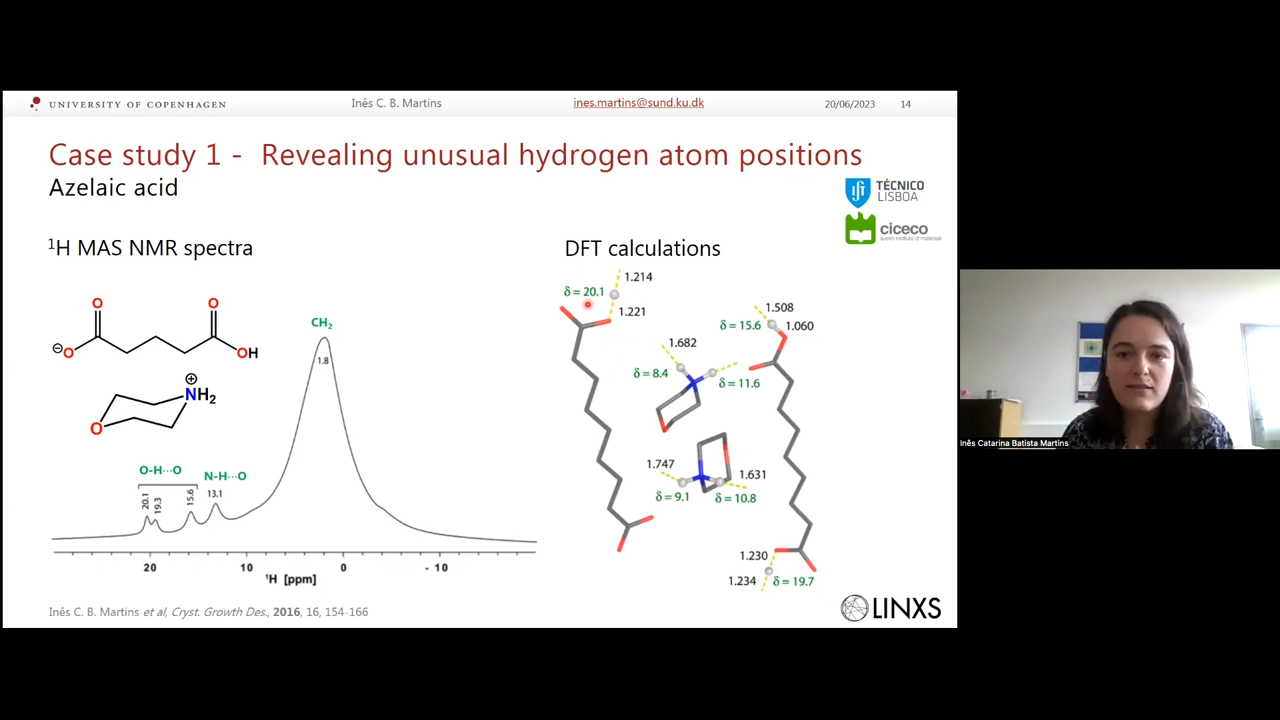 UNIVERSITY OF COPENHAGEN
Inês C. B. Martins
ines.martins@sund.ku.dk
20/06/2023
14
Case study 1 - Revealing unusual hydrogen atom positions
Azelaic acid
TÉCNICO
LISBOA
ciceco
aveiro institute of materials
¹H MAS NMR spectra
O
O
⊖O
OH
⊕
NH₂
O
CH₂
1.8
O-H···O
N-H···O
20.1
19.3
15.6
13.1
20
10
0
- 10
¹H [ppm]
DFT calculations
1.214
δ = 20.1
1.221
1.508
δ = 15.6
1.060
1.682
δ = 8.4
δ = 11.6
1.747
1.631
δ = 9.1
δ = 10.8
1.230
1.234
δ = 19.7
Inês C. B. Martins et al, Cryst. Growth Des., 2016, 16, 154-166
LINXS
Inês Catarina Batista Martins